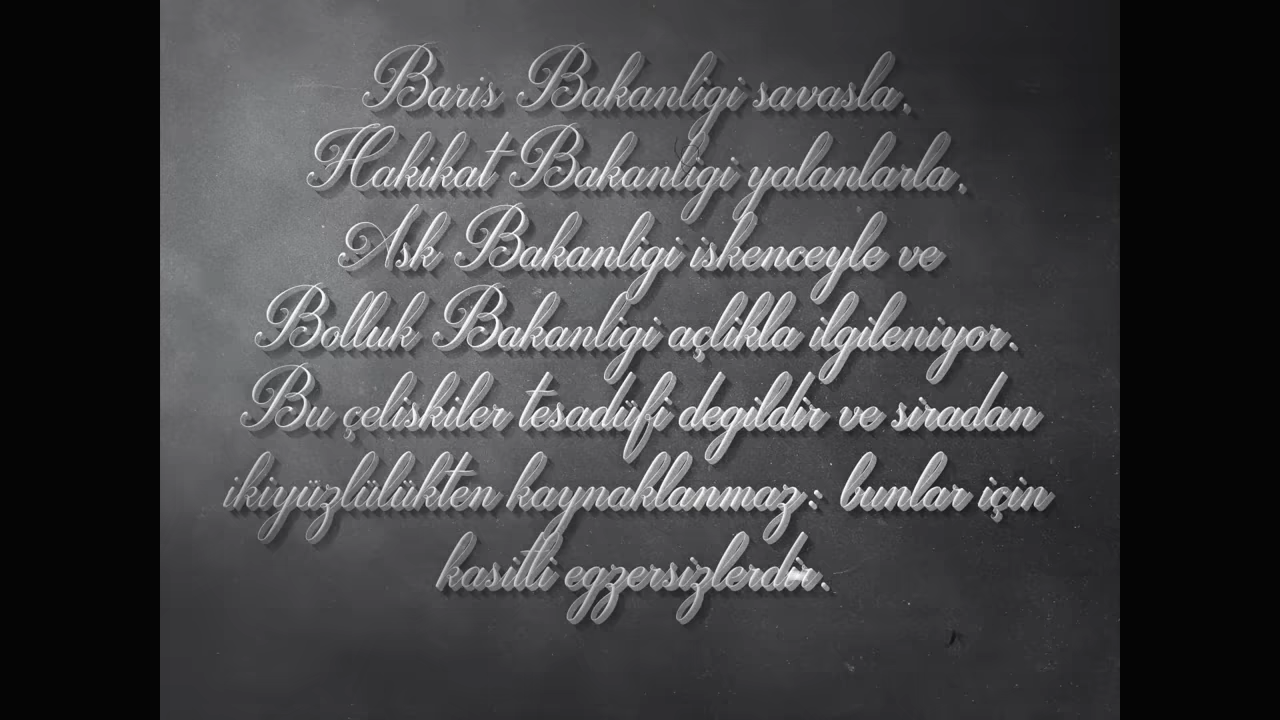 Baris Bakanligi savasla,
Hakikat Bakanligi yalanlarla,
Ask Bakanligi iskenceyle ve
Bolluk Bakanligi açlikla ilgileniyor.
Bu çeliskiler tesadüfi degildir ve siradan
ikiyüzlülükten kaynaklanmaz: bunlar için
kasitli egzersizlerdir.